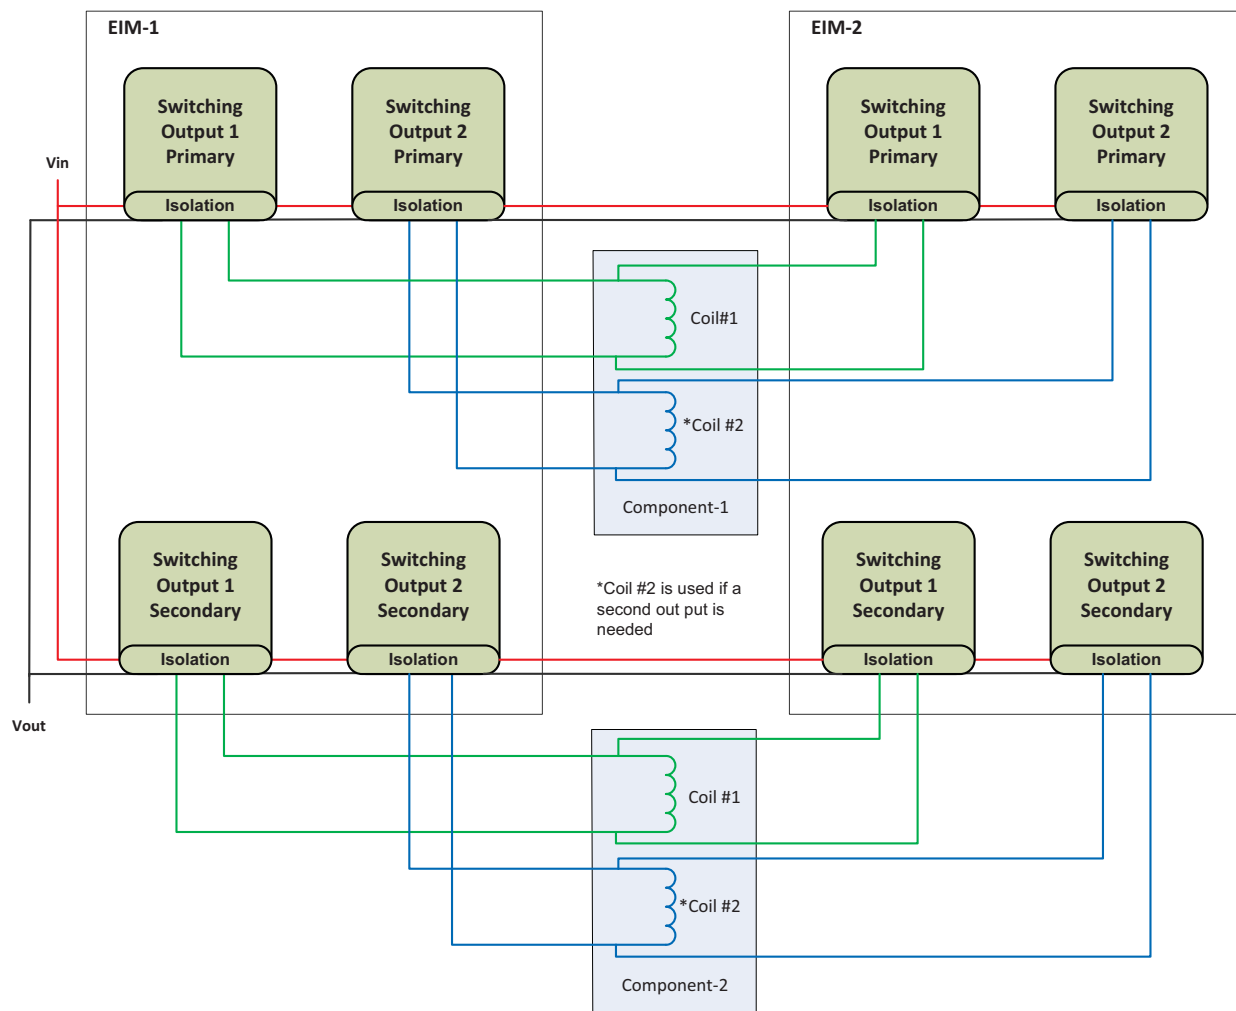 EIM-1
EIM-2
Switching
Output 1
Primary
Isolation
Switching
Output 2
Primary
Isolation
Switching
Output 1
Primary
Isolation
Switching
Output 2
Primary
Isolation
Vin
Coil#1
*Coil #2
Component-1
Switching
Output 1
Secondary
Isolation
Switching
Output 2
Secondary
Isolation
*Coil #2 is used if a
second out put is
needed
Switching
Output 1
Secondary
Isolation
Switching
Output 2
Secondary
Isolation
Vout
Coil #1
*Coil #2
Component-2